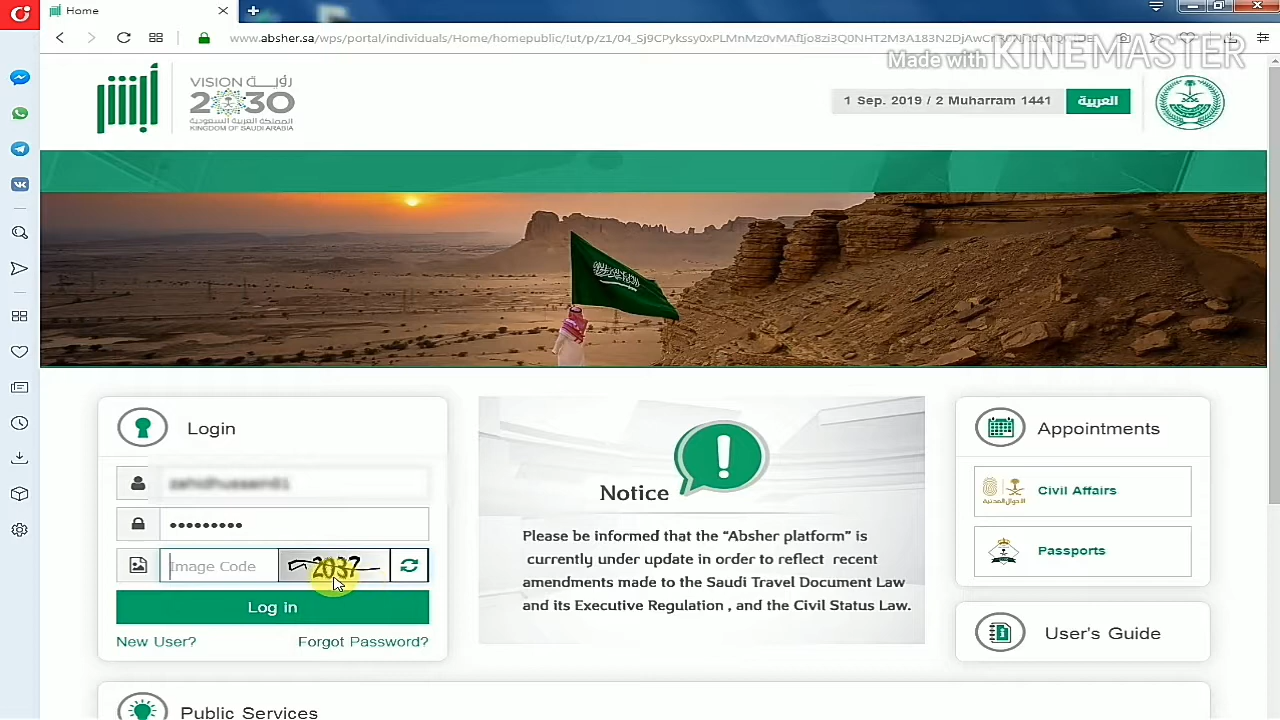 Home
www.absher.sa/wps/portal/individuals/Home/homepublic/!ut/p/z1/04_Sj9CPykssy0xPLMnMz0vMAfIjo8zi3Q0NHT2M3A183N2DjAwC
Made with KINEMASTER
أبشر
VISION رؤيـــة
2030
المملكة العربية السعودية
KINGDOM OF SAUDI ARABIA
1 Sep. 2019 / 2 Muharram 1441
العربية
Login
Image Code
2037
Log in
New User?
Forgot Password?
Notice
Please be informed that the “Absher platform” is
currently under update in order to reflect recent
amendments made to the Saudi Travel Document Law
and its Executive Regulation , and the Civil Status Law.
Appointments
الأحوال المدنية
Civil Affairs
Passports
User's Guide
Public Services